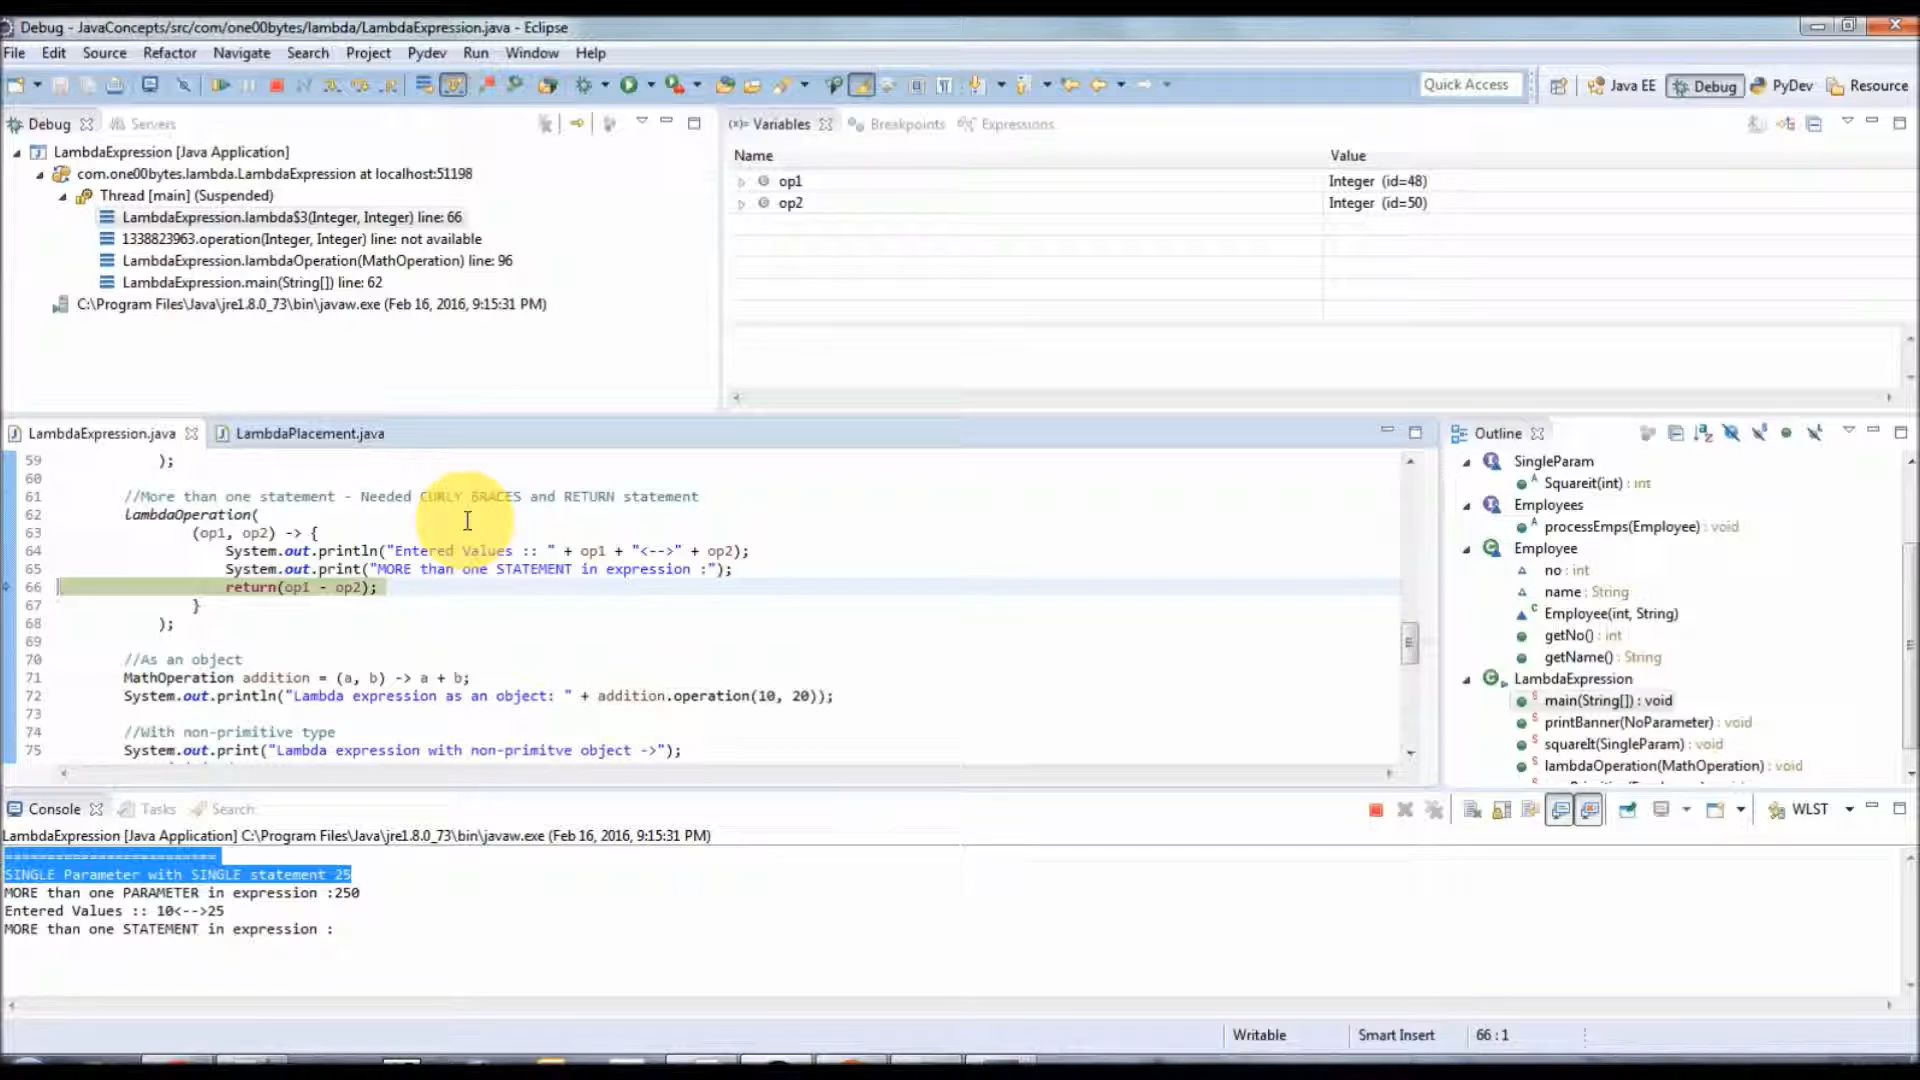 Debug - JavaConcepts/src/com/one00bytes/lambda/LambdaExpression.java - Eclipse
File Edit Source Refactor Navigate Search Project Pydev Run Window Help
Quick Access Java EE Debug PyDev Resource
Debug Servers
LambdaExpression [Java Application]
com.one00bytes.lambda.LambdaExpression at localhost:51198
Thread [main] (Suspended)
LambdaExpression.lambda$3(Integer, Integer) line: 66
1338823963.operation(Integer, Integer) line: not available
LambdaExpression.lambdaOperation(MathOperation) line: 96
LambdaExpression.main(String[]) line: 62
C:\Program Files\Java\jre1.8.0_73\bin\javaw.exe (Feb 16, 2016, 9:15:31 PM)
(x)= Variables Breakpoints Expressions
Name Value
op1 Integer (id=48)
op2 Integer (id=50)
LambdaExpression.java LambdaPlacement.java
59 );
60
61 //More than one statement - Needed CURLY BRACES and RETURN statement
62 lambdaOperation(
63 (op1, op2) -> {
64 System.out.println("Entered Values :: " + op1 + "<-->" + op2);
65 System.out.print("MORE than one STATEMENT in expression :");
66 return(op1 - op2);
67 }
68 );
69
70 //As an object
71 MathOperation addition = (a, b) -> a + b;
72 System.out.println("Lambda expression as an object: " + addition.operation(10, 20));
73
74 //With non-primitive type
75 System.out.print("Lambda expression with non-primitve object ->");
Outline
SingleParam
Squareit(int) : int
Employees
processEmps(Employee) : void
Employee
no : int
name : String
Employee(int, String)
getNo() : int
getName() : String
LambdaExpression
main(String[]) : void
printBanner(NoParameter) : void
squareIt(SingleParam) : void
lambdaOperation(MathOperation) : void
Console Tasks Search
WLST
LambdaExpression [Java Application] C:\Program Files\Java\jre1.8.0_73\bin\javaw.exe (Feb 16, 2016, 9:15:31 PM)
SINGLE Parameter with SINGLE statement 25
MORE than one PARAMETER in expression :250
Entered Values :: 10<-->25
MORE than one STATEMENT in expression :
Writable Smart Insert 66 : 1